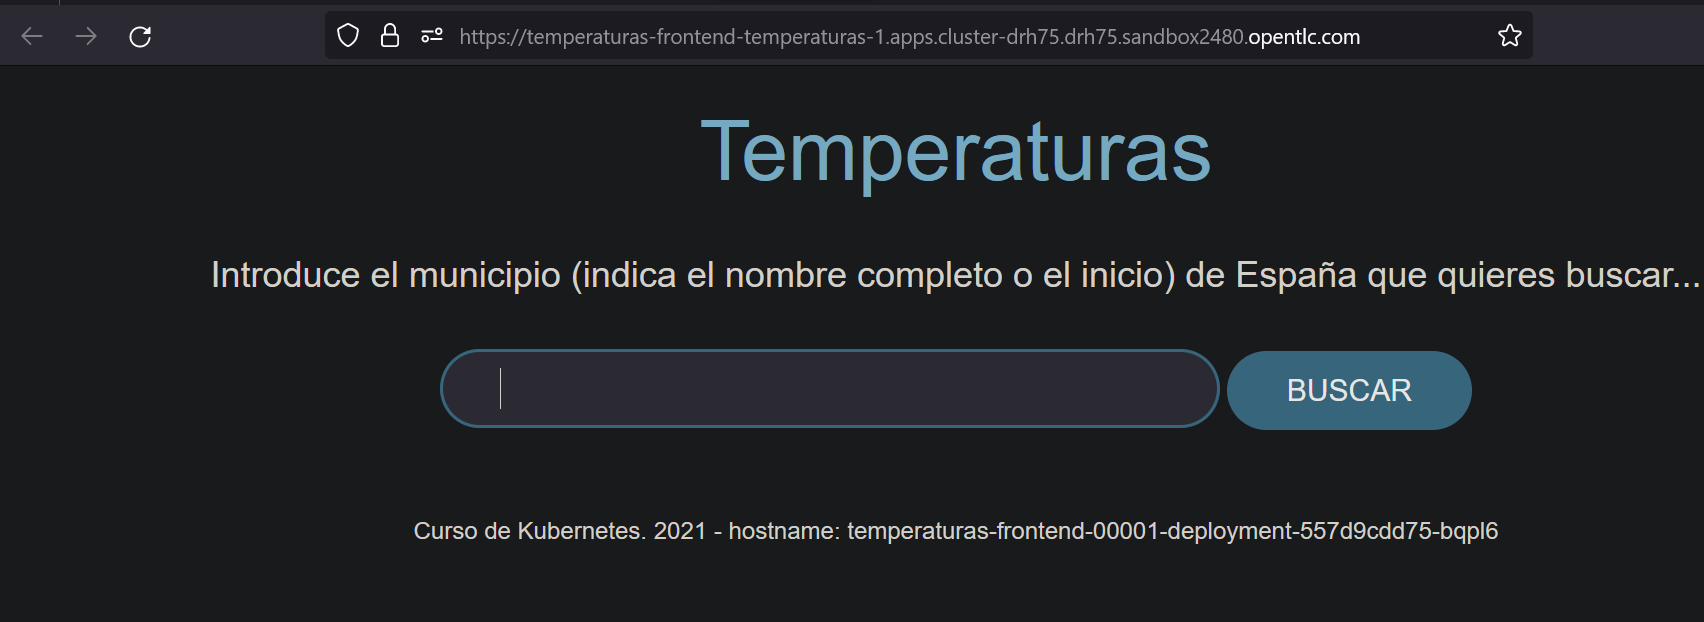 https://temperaturas-frontend-temperaturas-1.apps.cluster-drh75.drh75.sandbox2480.opentlc.com
Temperaturas
Introduce el municipio (indica el nombre completo o el inicio) de España que quieres buscar...
BUSCAR
Curso de Kubernetes. 2021 - hostname: temperaturas-frontend-00001-deployment-557d9cdd75-bqpl6